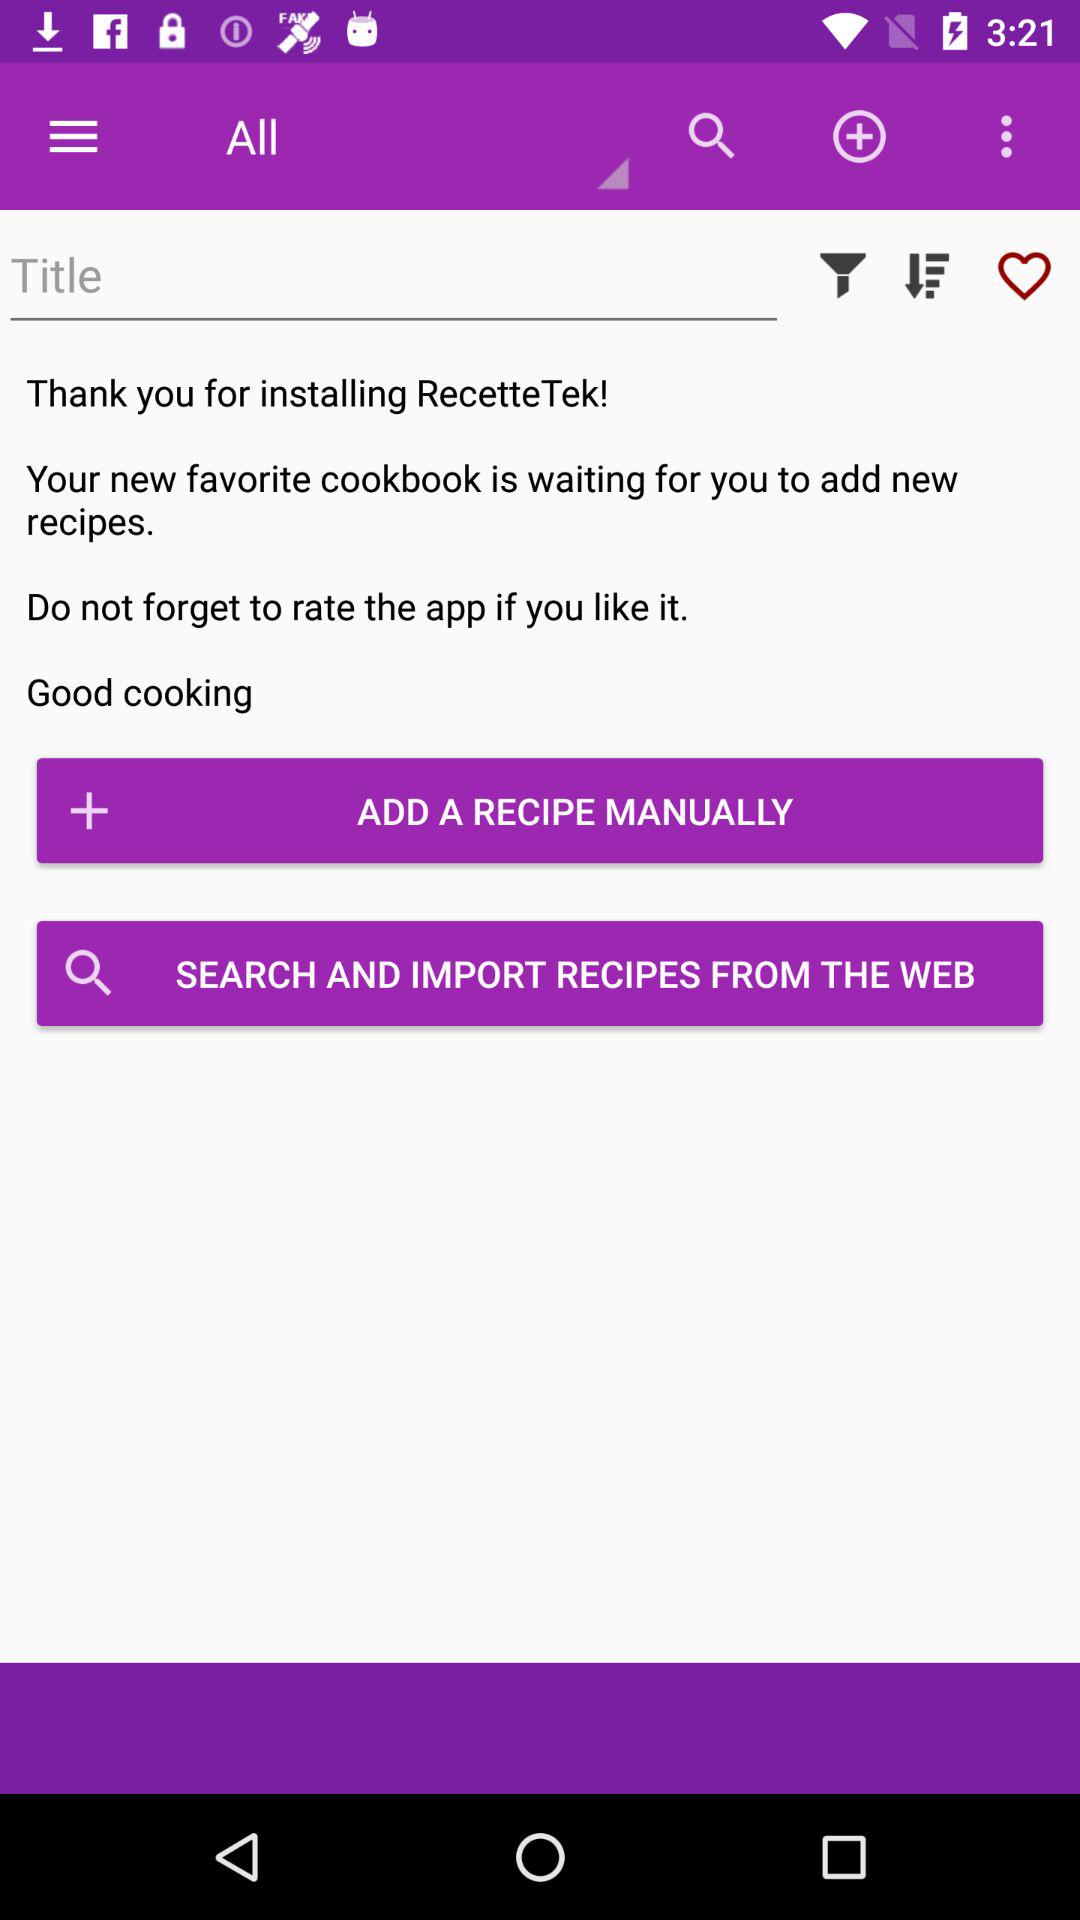 FAKE
3:21
All
Title
Thank you for installing RecetteTek!
Your new favorite cookbook is waiting for you to add new
recipes.
Do not forget to rate the app if you like it.
Good cooking
ADD A RECIPE MANUALLY
SEARCH AND IMPORT RECIPES FROM THE WEB